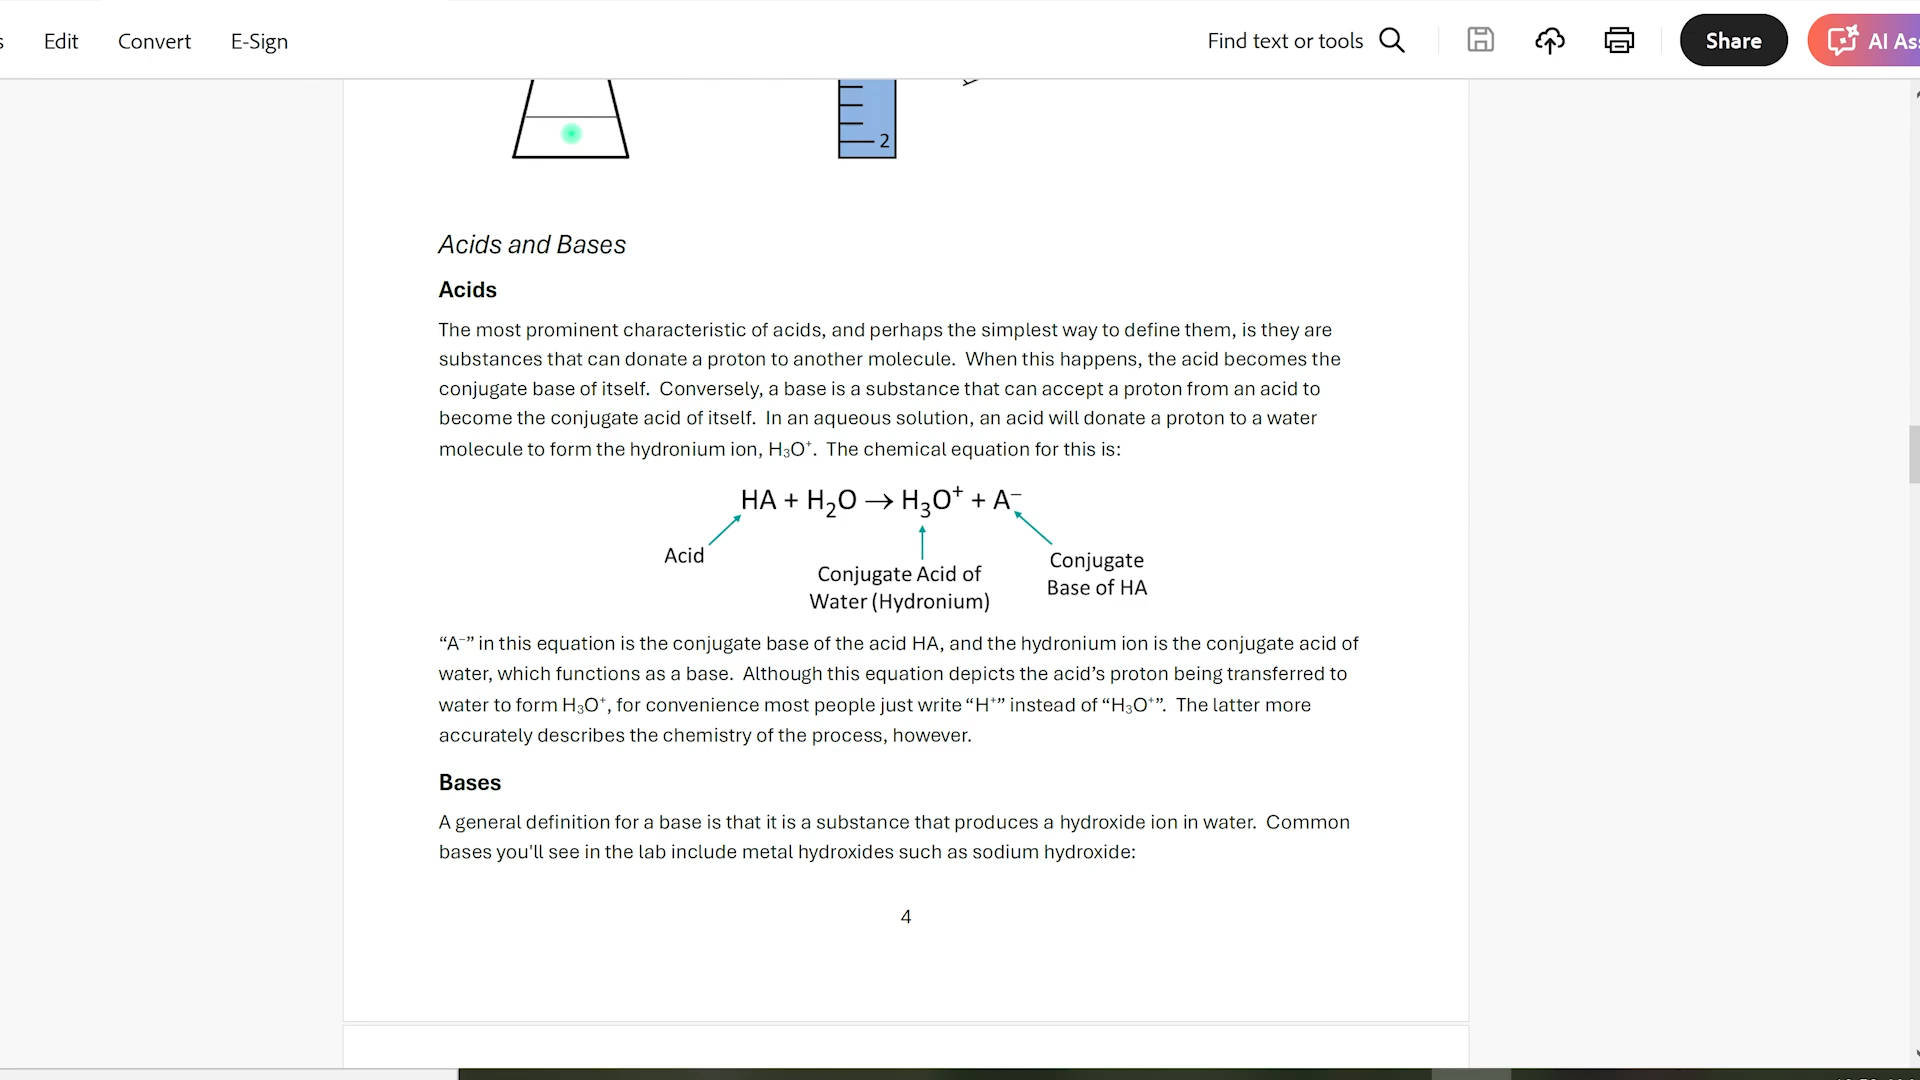 Edit Convert E-Sign Find text or tools Share
2
Acids and Bases
Acids
The most prominent characteristic of acids, and perhaps the simplest way to define them, is they are
substances that can donate a proton to another molecule.  When this happens, the acid becomes the
conjugate base of itself.  Conversely, a base is a substance that can accept a proton from an acid to
become the conjugate acid of itself.  In an aqueous solution, an acid will donate a proton to a water
molecule to form the hydronium ion, H₃O⁺.  The chemical equation for this is:
HA + H₂O → H₃O⁺ + A⁻
Acid
Conjugate Acid of
Water (Hydronium)
Conjugate
Base of HA
“A⁻” in this equation is the conjugate base of the acid HA, and the hydronium ion is the conjugate acid of
water, which functions as a base.  Although this equation depicts the acid’s proton being transferred to
water to form H₃O⁺, for convenience most people just write “H⁺” instead of “H₃O⁺”.  The latter more
accurately describes the chemistry of the process, however.
Bases
A general definition for a base is that it is a substance that produces a hydroxide ion in water.  Common
bases you'll see in the lab include metal hydroxides such as sodium hydroxide:
4